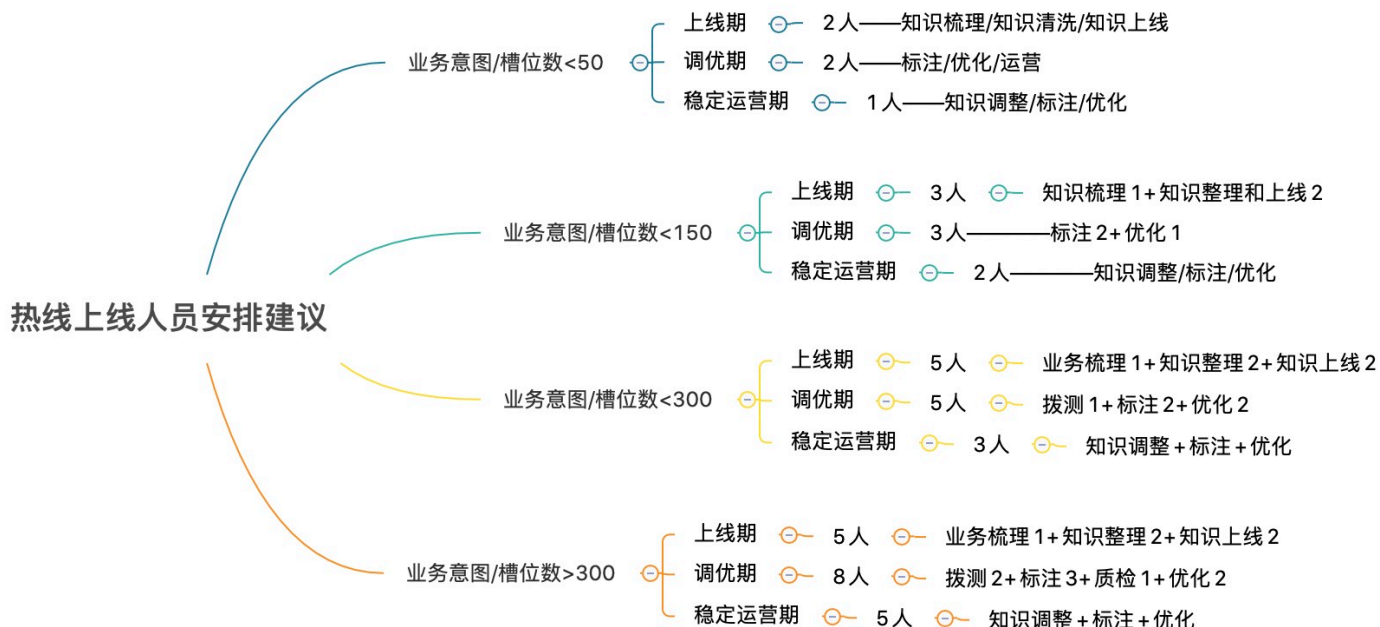 热线上线人员安排建议
业务意图/槽位数<50
上线期 2人——知识梳理/知识清洗/知识上线
调优期 2人——标注/优化/运营
稳定运营期 1人——知识调整/标注/优化
业务意图/槽位数<150
上线期 3人 知识梳理1+知识整理和上线2
调优期 3人————标注2+优化1
稳定运营期 2人————知识调整/标注/优化
业务意图/槽位数<300
上线期 5人 业务梳理1+知识整理2+知识上线2
调优期 5人 拨测1+标注2+优化2
稳定运营期 3人 知识调整+标注+优化
业务意图/槽位数>300
上线期 5人 业务梳理1+知识整理2+知识上线2
调优期 8人 拨测2+标注3+质检1+优化2
稳定运营期 5人 知识调整+标注+优化